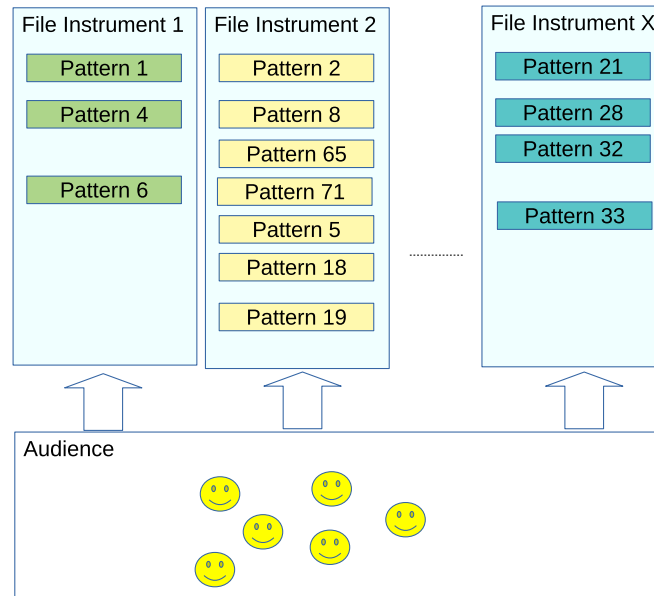 File Instrument 1
Pattern 1
Pattern 4
Pattern 6
File Instrument 2
Pattern 2
Pattern 8
Pattern 65
Pattern 71
Pattern 5
Pattern 18
Pattern 19
File Instrument X
Pattern 21
Pattern 28
Pattern 32
Pattern 33
Audience